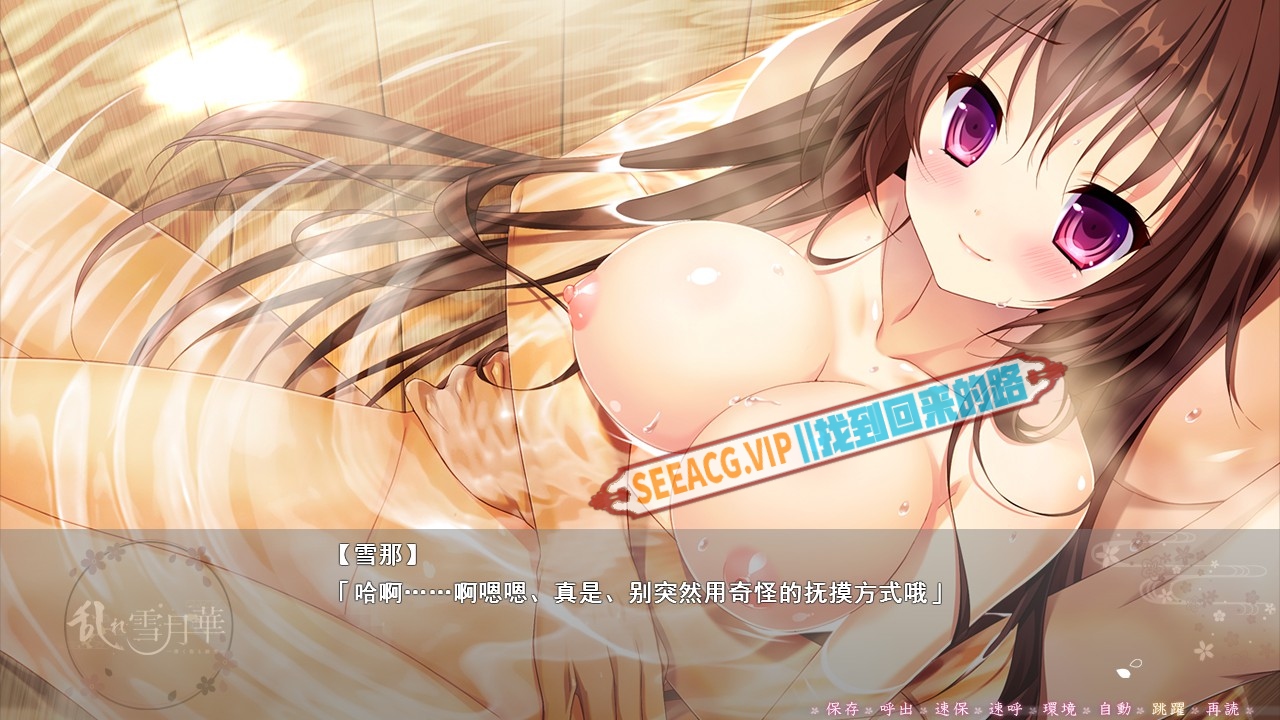 SEEACG.VIP||找到回来的路
【雪那】
「哈啊……啊嗯嗯、真是、别突然用奇怪的抚摸方式哦」
乱れ雪月華
保存 呼出 速保 速呼 環境 自動 跳躍 再読